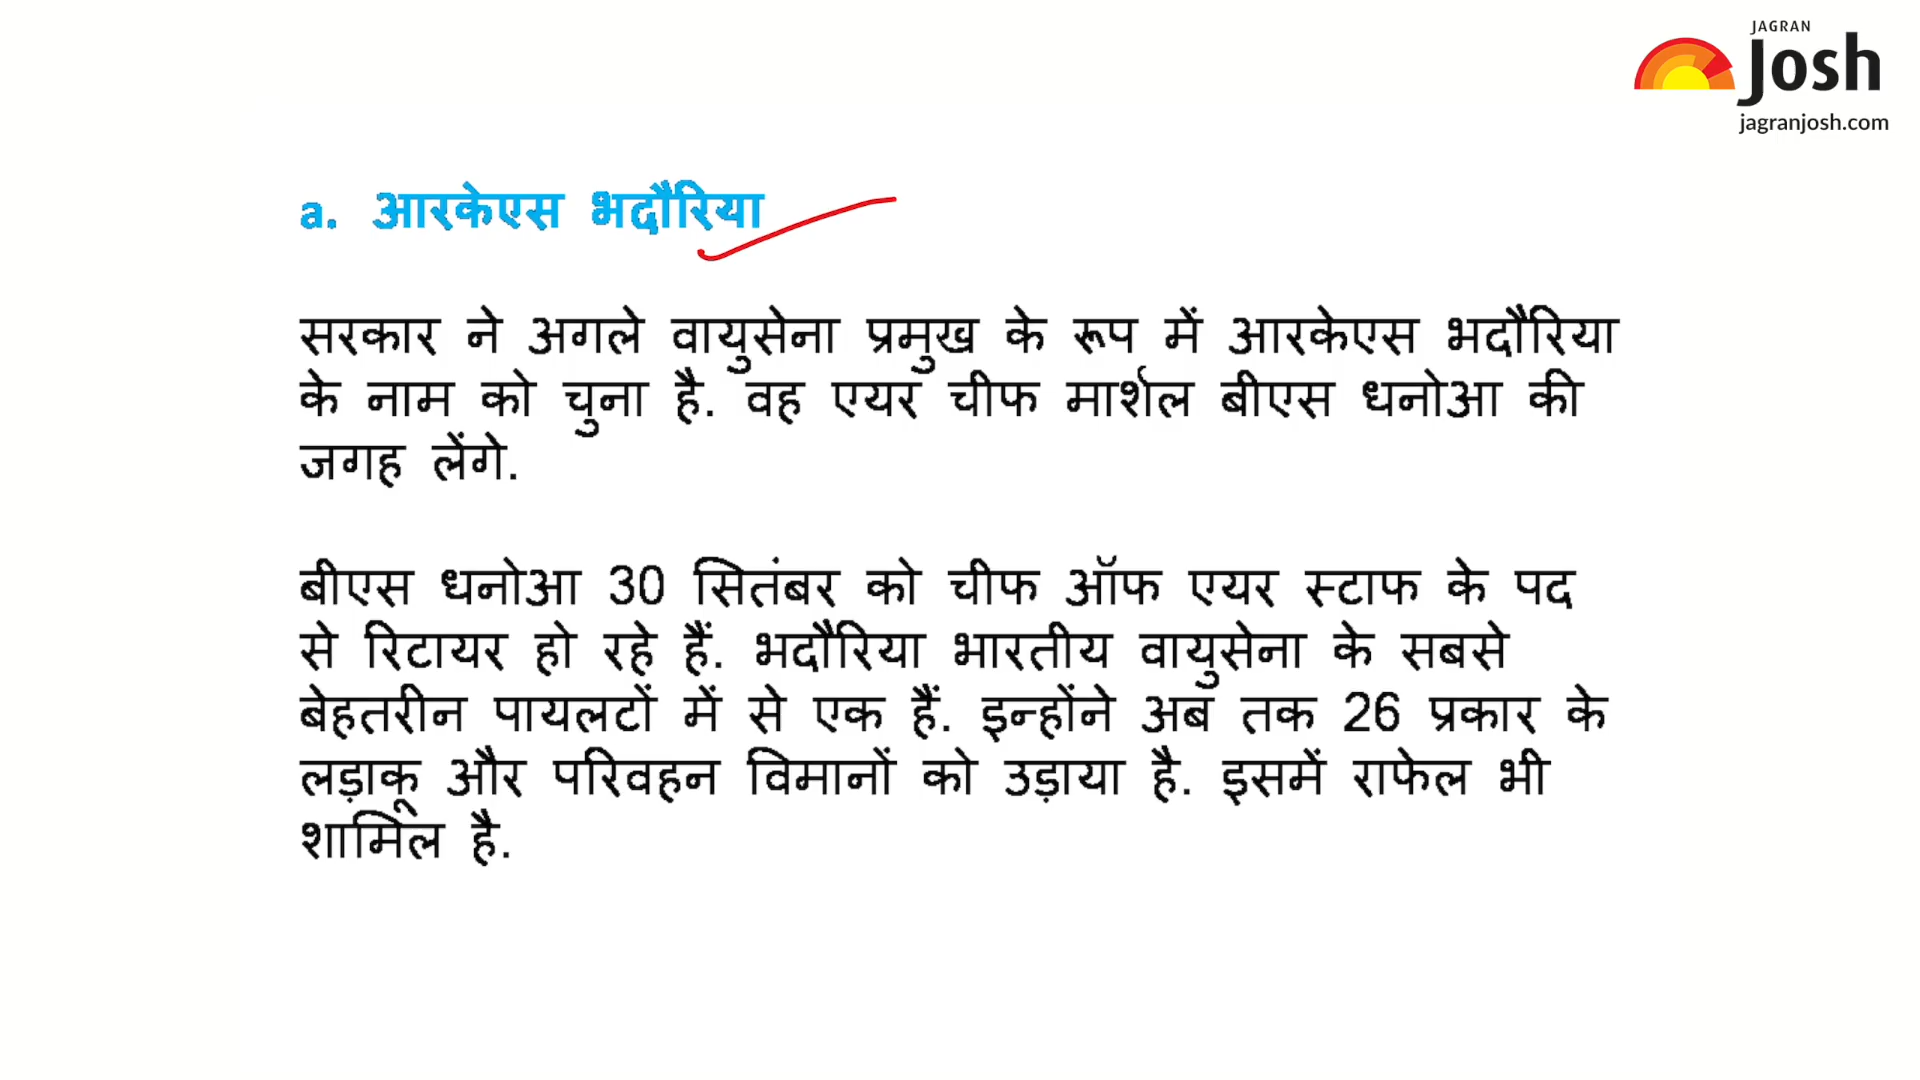 JAGRAN
Josh
jagranjosh.com
a. आरकेएस भदौरिया
सरकार ने अगले वायुसेना प्रमुख के रूप में आरकेएस भदौरिया
के नाम को चुना है. वह एयर चीफ मार्शल बीएस धनोआ की
जगह लेंगे.
बीएस धनोआ 30 सितंबर को चीफ ऑफ एयर स्टाफ के पद
से रिटायर हो रहे हैं. भदौरिया भारतीय वायुसेना के सबसे
बेहतरीन पायलटों में से एक हैं. इन्होंने अब तक 26 प्रकार के
लड़ाकू और परिवहन विमानों को उड़ाया है. इसमें राफेल भी
शामिल है.